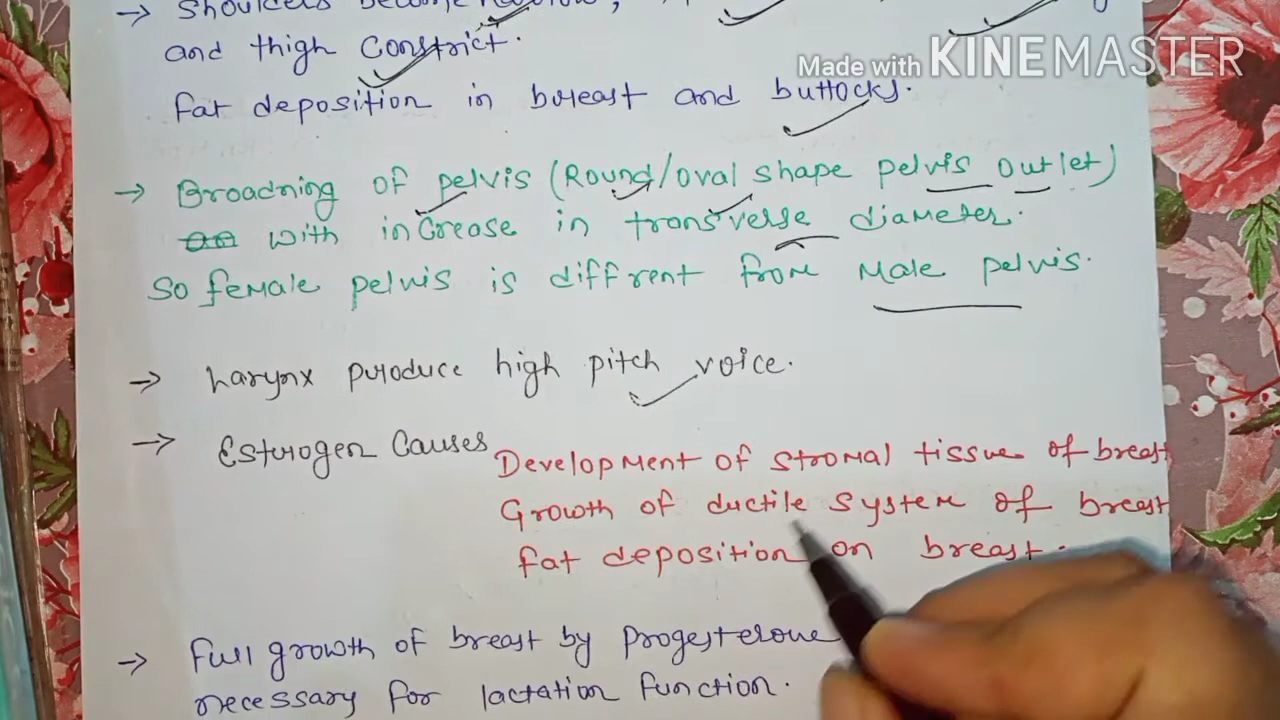 → Shoulders become
and thigh Constrict.
Made with KINEMASTER
fat deposition in breast and buttocks.
→ Broadning of pelvis (Round/oval shape pelvis outlet)
with increase in transverse diameter.
So female pelvis is different from Male pelvis.
→ Larynx produce high pitch voice.
→ Estrogen Causes Development of stromal tissue of breast
Growth of ductile system of breast
fat deposition on breast.
→ Full growth of breast by Progesterone
necessary for lactation function.